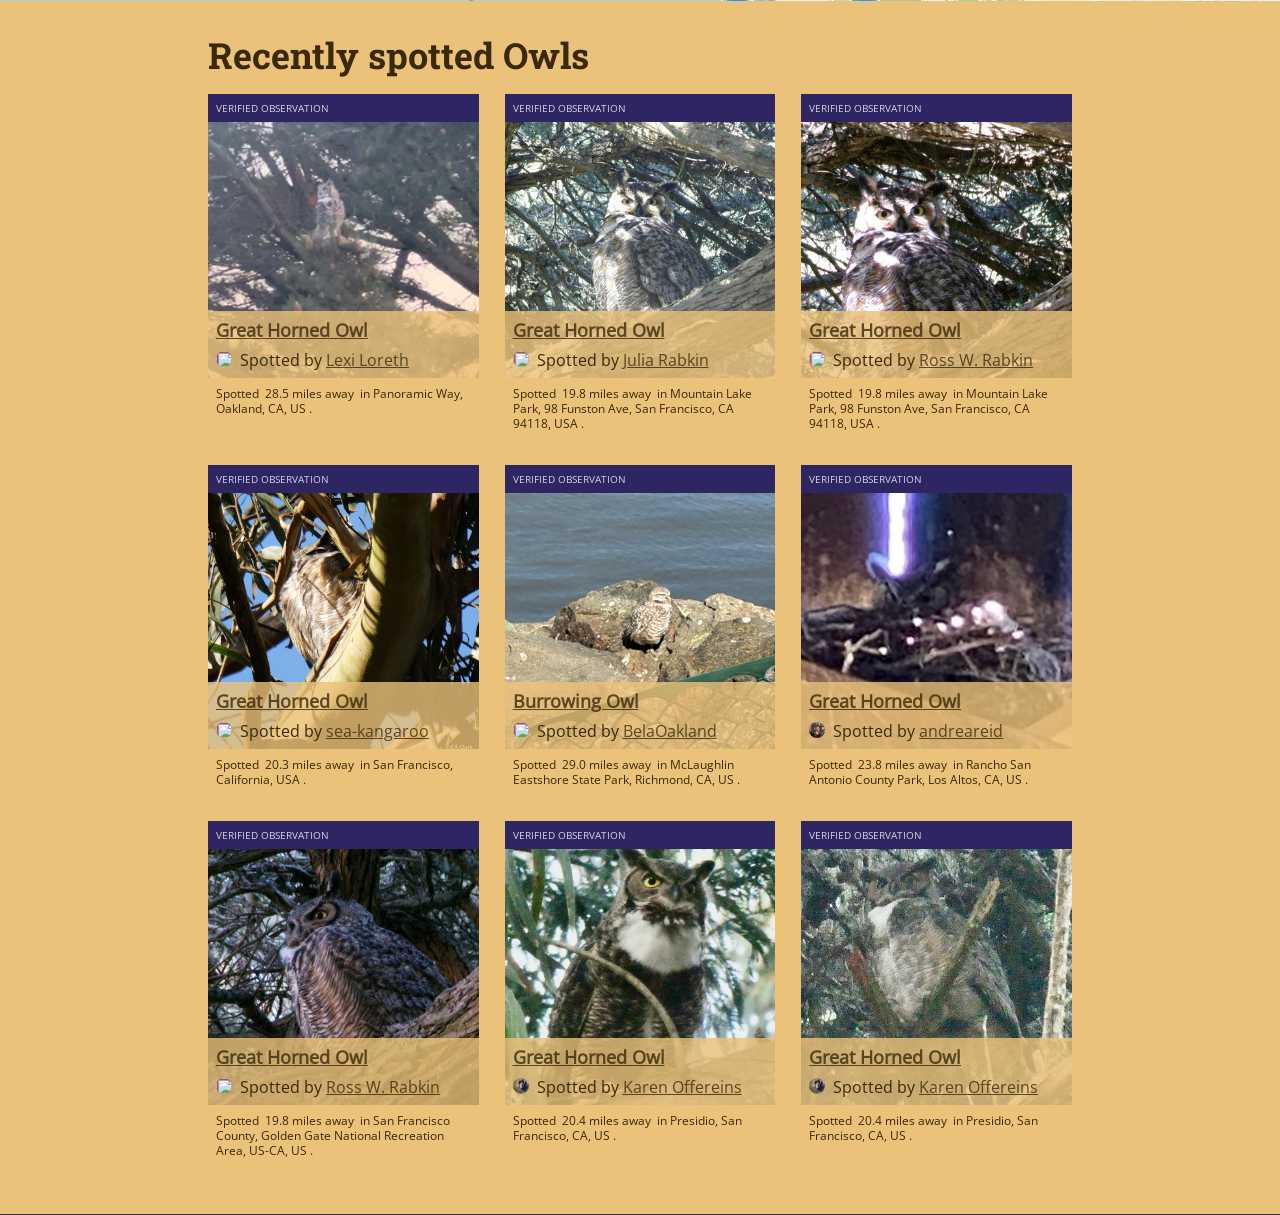 Recently spotted Owls
VERIFIED OBSERVATION
Great Horned Owl
Spotted by Lexi Loreth
Spotted 28.5 miles away in Panoramic Way,
Oakland, CA, US .
VERIFIED OBSERVATION
Great Horned Owl
Spotted by Julia Rabkin
Spotted 19.8 miles away in Mountain Lake
Park, 98 Funston Ave, San Francisco, CA
94118, USA .
VERIFIED OBSERVATION
Great Horned Owl
Spotted by Ross W. Rabkin
Spotted 19.8 miles away in Mountain Lake
Park, 98 Funston Ave, San Francisco, CA
94118, USA .
VERIFIED OBSERVATION
Great Horned Owl
Spotted by sea-kangaroo
Spotted 20.3 miles away in San Francisco,
California, USA .
VERIFIED OBSERVATION
Burrowing Owl
Spotted by BelaOakland
Spotted 29.0 miles away in McLaughlin
Eastshore State Park, Richmond, CA, US .
VERIFIED OBSERVATION
Great Horned Owl
Spotted by andreareid
Spotted 23.8 miles away in Rancho San
Antonio County Park, Los Altos, CA, US .
VERIFIED OBSERVATION
Great Horned Owl
Spotted by Ross W. Rabkin
Spotted 19.8 miles away in San Francisco
County, Golden Gate National Recreation
Area, US-CA, US .
VERIFIED OBSERVATION
Great Horned Owl
Spotted by Karen Offereins
Spotted 20.4 miles away in Presidio, San
Francisco, CA, US .
VERIFIED OBSERVATION
Great Horned Owl
Spotted by Karen Offereins
Spotted 20.4 miles away in Presidio, San
Francisco, CA, US .